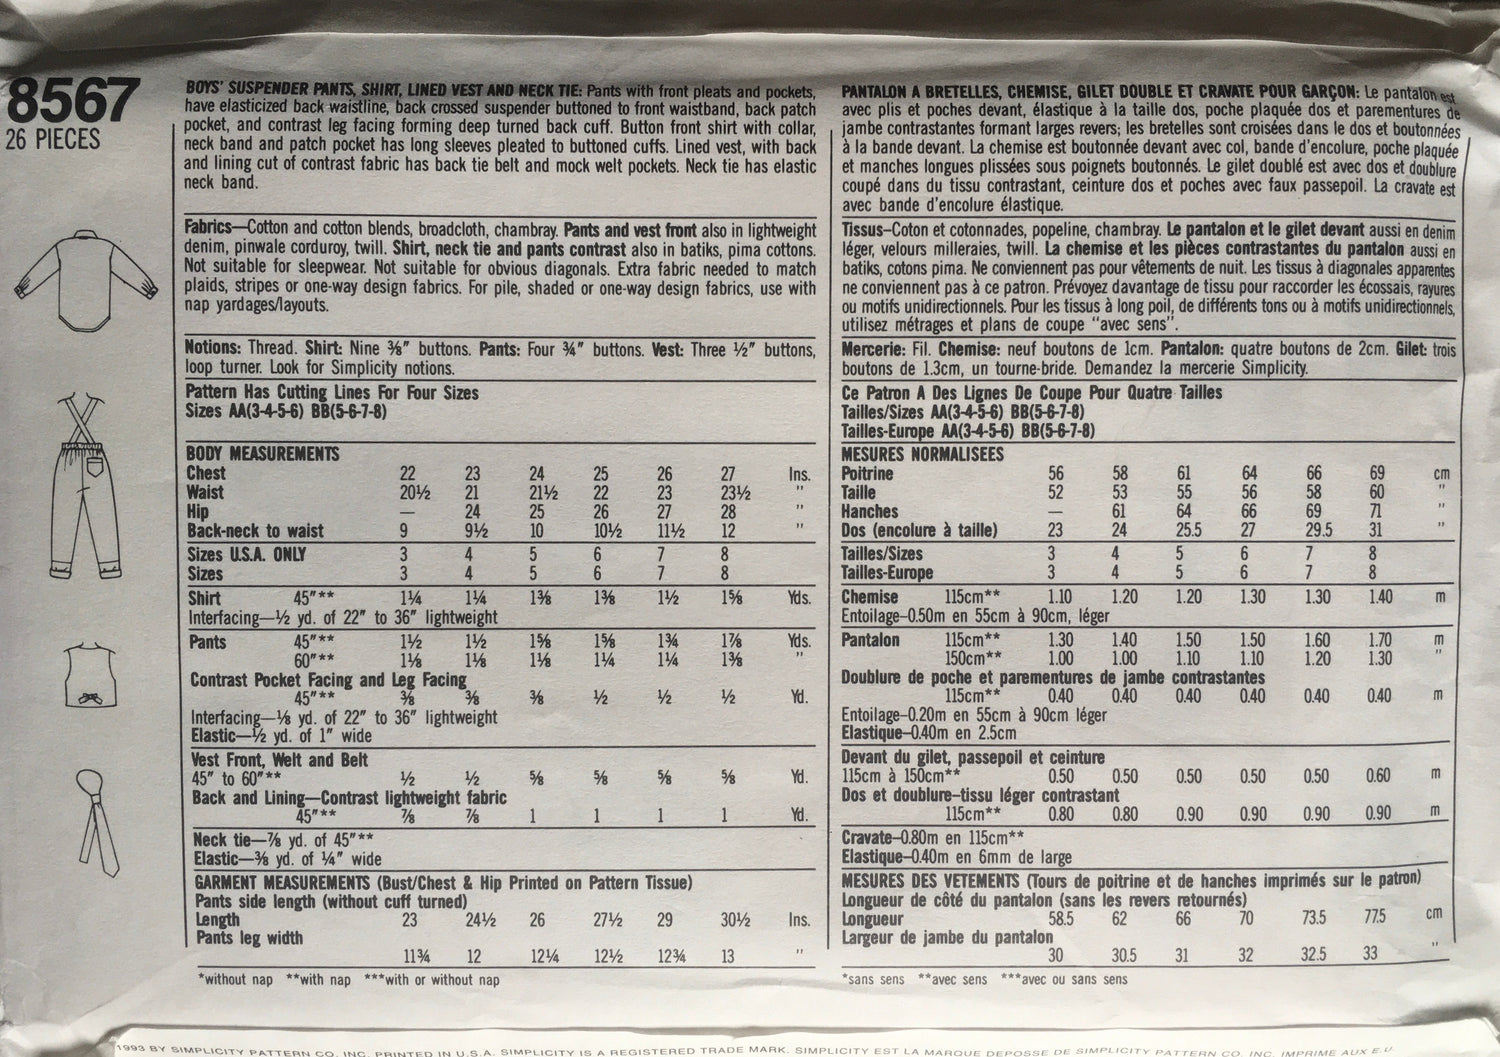 8567
26 PIECES
BOYS' SUSPENDER PANTS, SHIRT, LINED VEST AND NECK TIE: Pants with front pleats and pockets,
have elasticized back waistline, back crossed suspender buttoned to front waistband, back patch
pocket, and contrast leg facing forming deep turned back cuff. Button front shirt with collar,
neck band and patch pocket has long sleeves pleated to buttoned cuffs. Lined vest, with back
and lining cut of contrast fabric has back tie belt and mock welt pockets. Neck tie has elastic
neck band.
Fabrics—Cotton and cotton blends, broadcloth, chambray. Pants and vest front also in lightweight
denim, pinwale corduroy, twill. Shirt, neck tie and pants contrast also in batiks, pima cottons.
Not suitable for sleepwear. Not suitable for obvious diagonals. Extra fabric needed to match
plaids, stripes or one-way design fabrics. For pile, shaded or one-way design fabrics, use with
nap yardages/layouts.
Notions: Thread. Shirt: Nine ⅜" buttons. Pants: Four ¾" buttons. Vest: Three ½" buttons,
loop turner. Look for Simplicity notions.
Pattern Has Cutting Lines For Four Sizes
Sizes AA(3-4-5-6) BB(5-6-7-8)
BODY MEASUREMENTS
Chest 22 23 24 25 26 27 Ins.
Waist 20½ 21 21½ 22 23 23½ "
Hip — 24 25 26 27 28 "
Back-neck to waist 9 9½ 10 10½ 11½ 12 "
Sizes U.S.A. ONLY 3 4 5 6 7 8
Sizes 3 4 5 6 7 8
Shirt 45"** 1¼ 1¼ 1⅜ 1⅜ 1½ 1⅝ Yds.
Interfacing—½ yd. of 22" to 36" lightweight
Pants 45"** 1½ 1½ 1⅝ 1⅝ 1¾ 1⅞ Yds.
60"** 1⅛ 1⅛ 1⅛ 1¼ 1¼ 1⅜ "
Contrast Pocket Facing and Leg Facing
45"** ⅜ ⅜ ⅜ ½ ½ ½ Yd.
Interfacing—⅛ yd. of 22" to 36" lightweight
Elastic—½ yd. of 1" wide
Vest Front, Welt and Belt
45" to 60"** ½ ½ ⅝ ⅝ ⅝ ⅝ Yd.
Back and Lining—Contrast lightweight fabric
45"** ⅞ ⅞ 1 1 1 1 Yd.
Neck tie—⅞ yd. of 45"**
Elastic—⅜ yd. of ¼" wide
GARMENT MEASUREMENTS (Bust/Chest & Hip Printed on Pattern Tissue)
Pants side length (without cuff turned)
Length 23 24½ 26 27½ 29 30½ Ins.
Pants leg width
11¾ 12 12¼ 12½ 12¾ 13 "
*without nap **with nap ***with or without nap
PANTALON A BRETELLES, CHEMISE, GILET DOUBLE ET CRAVATE POUR GARÇON: Le pantalon est
avec plis et poches devant, élastique à la taille dos, poche plaquée dos et parementures de
jambe contrastantes formant larges revers; les bretelles sont croisées dans le dos et boutonnées
à la bande devant. La chemise est boutonnée devant avec col, bande d'encolure, poche plaquée
et manches longues plissées sous poignets boutonnés. Le gilet doublé est avec dos et doublure
coupé dans du tissu contrastant, ceinture dos et poches avec faux passepoil. La cravate est
avec bande d'encolure élastique.
Tissus–Coton et cotonnades, popeline, chambray. Le pantalon et le gilet devant aussi en denim
léger, velours milleraies, twill. La chemise et les pièces contrastantes du pantalon aussi en
batiks, cotons pima. Ne conviennent pas pour vêtements de nuit. Les tissus à diagonales apparentes
ne conviennent pas à ce patron. Prévoyez davantage de tissu pour raccorder les écossais, rayures
ou motifs unidirectionnels. Pour les tissus à long poil, de différents tons ou à motifs unidirectionnels,
utilisez métrages et plans de coupe "avec sens".
Mercerie: Fil. Chemise: neuf boutons de 1cm. Pantalon: quatre boutons de 2cm. Gilet: trois
boutons de 1.3cm, un tourne-bride. Demandez la mercerie Simplicity.
Ce Patron A Des Lignes De Coupe Pour Quatre Tailles
Tailles/Sizes AA(3-4-5-6) BB(5-6-7-8)
Tailles-Europe AA(3-4-5-6) BB(5-6-7-8)
MESURES NORMALISEES
Poitrine 56 58 61 64 66 69 cm
Taille 52 53 55 56 58 60 "
Hanches — 61 64 66 69 71 "
Dos (encolure à taille) 23 24 25.5 27 29.5 31 "
Tailles/Sizes 3 4 5 6 7 8
Tailles-Europe 3 4 5 6 7 8
Chemise 115cm** 1.10 1.20 1.20 1.30 1.30 1.40 m
Entoilage–0.50m en 55cm à 90cm, léger
Pantalon 115cm** 1.30 1.40 1.50 1.50 1.60 1.70 m
150cm** 1.00 1.00 1.10 1.10 1.20 1.30 "
Doublure de poche et parementures de jambe contrastantes
115cm** 0.40 0.40 0.40 0.40 0.40 0.40 m
Entoilage–0.20m en 55cm à 90cm léger
Elastique–0.40m en 2.5cm
Devant du gilet, passepoil et ceinture
115cm à 150cm** 0.50 0.50 0.50 0.50 0.50 0.60 m
Dos et doublure–tissu léger contrastant
115cm** 0.80 0.80 0.90 0.90 0.90 0.90 m
Cravate–0.80m en 115cm**
Elastique–0.40m en 6mm de large
MESURES DES VETEMENTS (Tours de poitrine et de hanches imprimés sur le patron)
Longueur de côté du pantalon (sans les revers retournés)
Longueur 58.5 62 66 70 73.5 77.5 cm
Largeur de jambe du pantalon
30 30.5 31 32 32.5 33 "
*sans sens **avec sens ***avec ou sans sens
1993 BY SIMPLICITY PATTERN CO. INC. PRINTED IN U.S.A. SIMPLICITY IS A REGISTERED TRADE MARK. SIMPLICITY EST LA MARQUE DEPOSSE DE SIMPLICITY PATTERN CO. INC. IMPRIME AUX E.U.